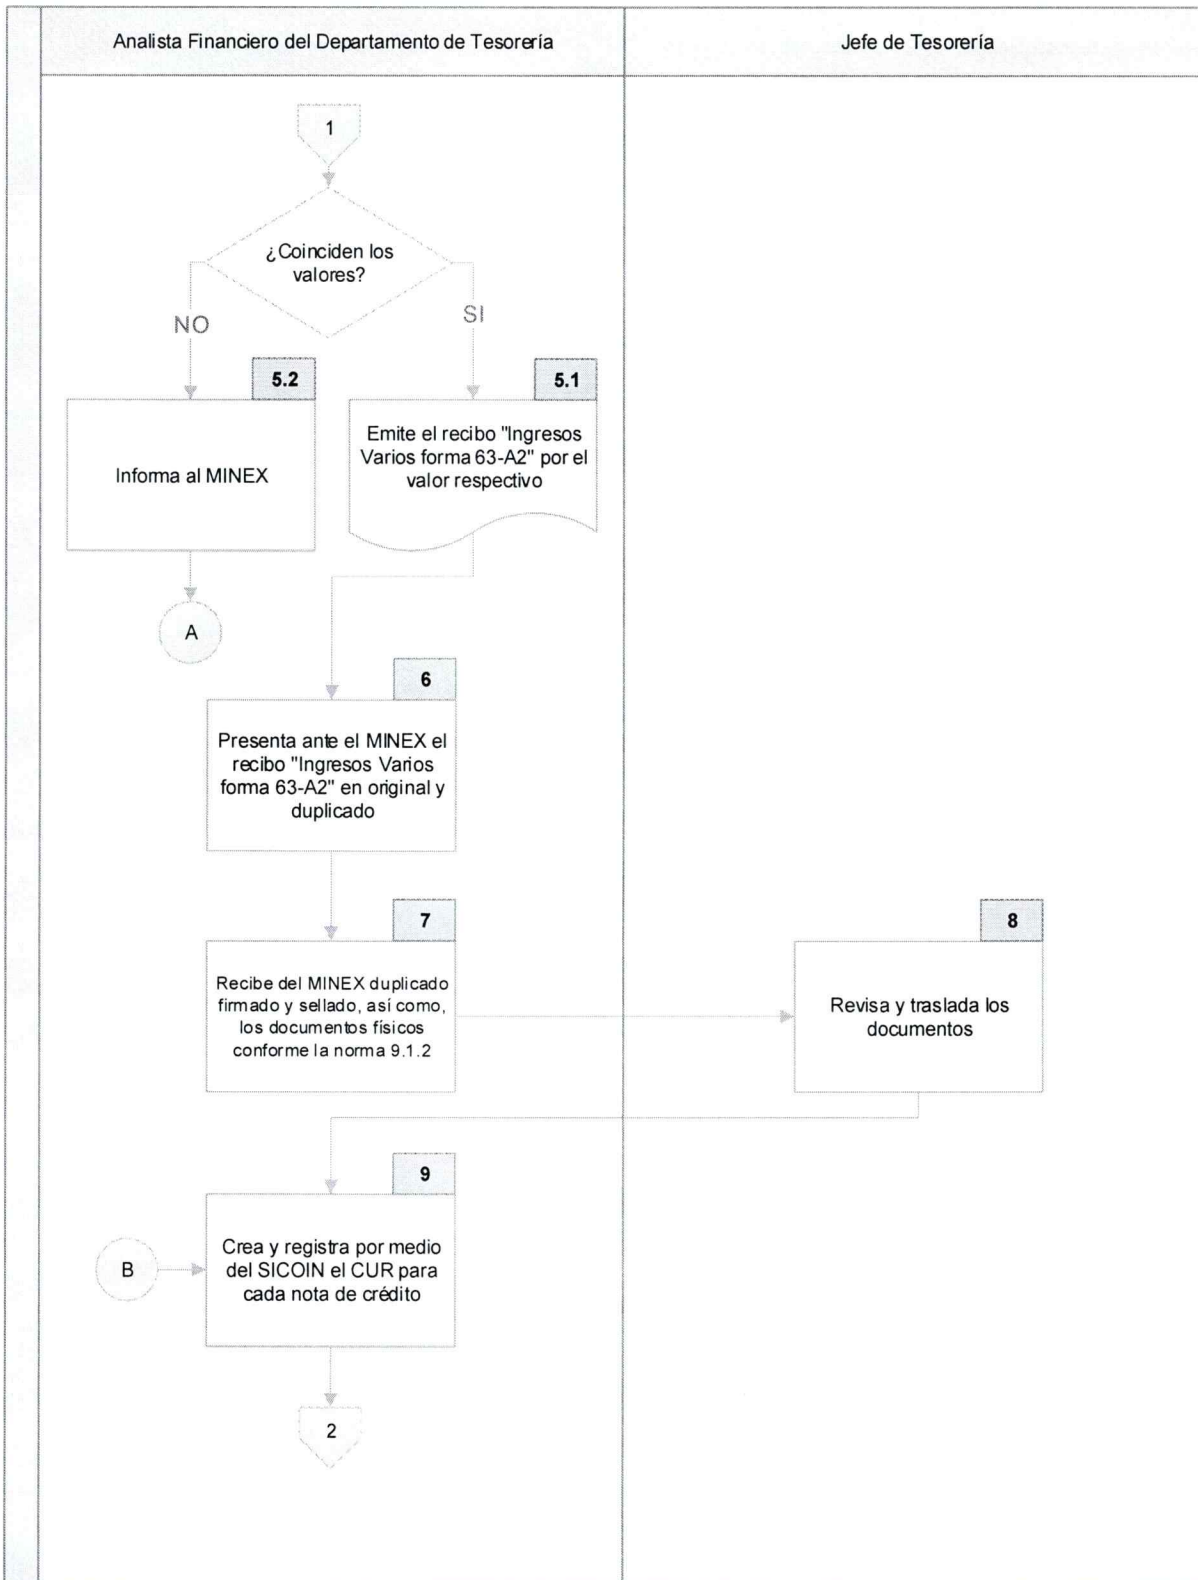 Analista Financiero del Departamento de Tesorería
Jefe de Tesorería
1
¿Coinciden los
valores?
NO
SI
5.2
5.1
Informa al MINEX
Emite el recibo "Ingresos
Varios forma 63-A2" por el
valor respectivo
A
6
Presenta ante el MINEX el
recibo "Ingresos Varios
forma 63-A2" en original y
duplicado
7
Recibe del MINEX duplicado
firmado y sellado, así como,
los documentos físicos
conforme la norma 9.1.2
8
Revisa y traslada los
documentos
9
B
Crea y registra por medio
del SICOIN el CUR para
cada nota de crédito
2